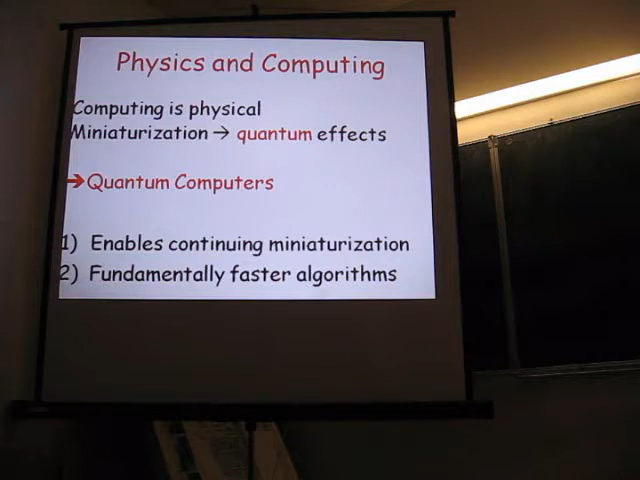 Physics and Computing
Computing is physical
Miniaturization → quantum effects
➔Quantum Computers
1) Enables continuing miniaturization
2) Fundamentally faster algorithms